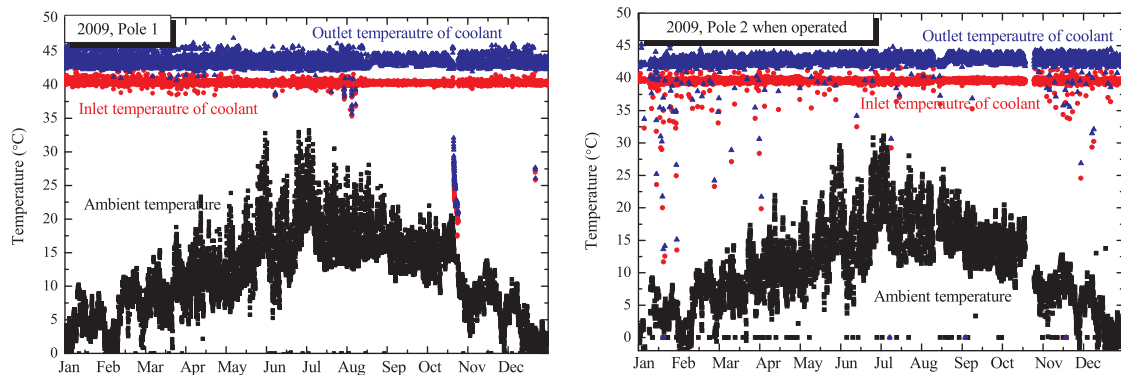 2009, Pole 1
Outlet temperautre of coolant
Inlet temperautre of coolant
Ambient temperature
Temperature (°C)
50
45
40
35
30
25
20
15
10
5
0
Jan Feb Mar Apr May Jun Jul Aug Sep Oct Nov Dec
2009, Pole 2 when operated
Outlet temperautre of coolant
Inlet temperautre of coolant
Ambient temperature
Temperature (°C)
50
45
40
35
30
25
20
15
10
5
0
Jan Feb Mar Apr May Jun Jul Aug Sep Oct Nov Dec